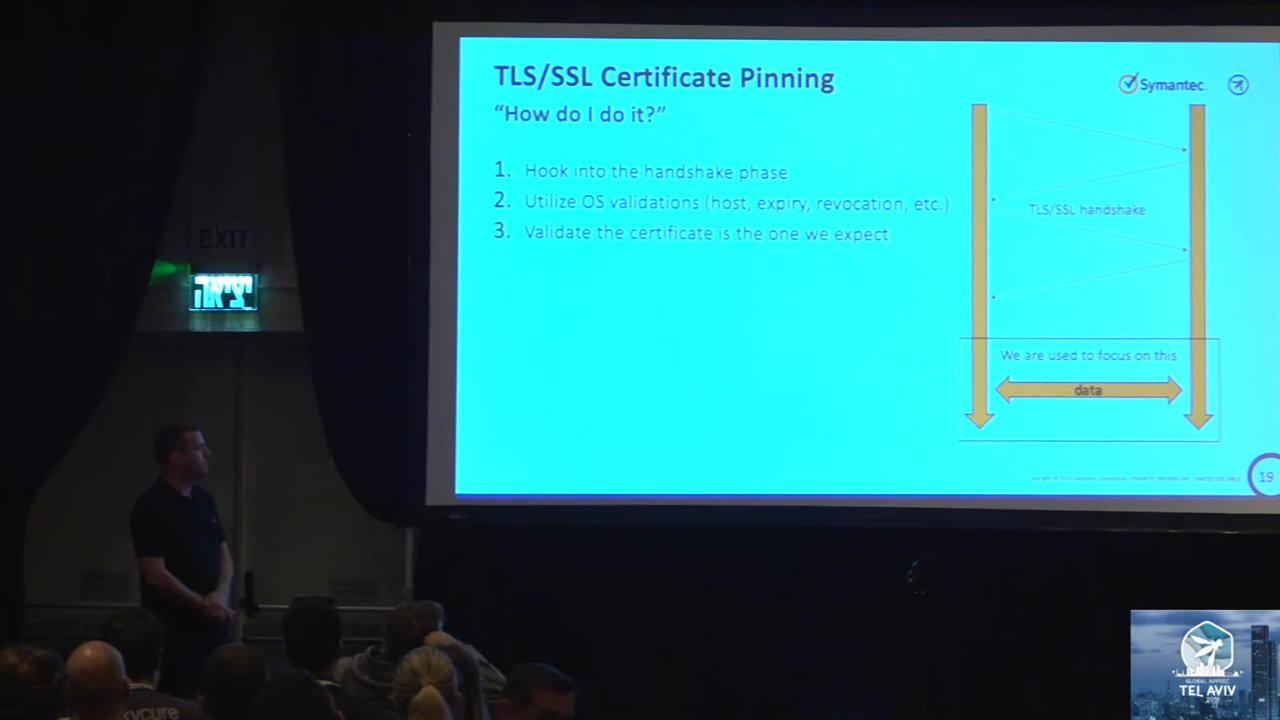 TLS/SSL Certificate Pinning
"How do I do it?"
1. Hook into the handshake phase
2. Utilize OS validations (host, expiry, revocation, etc.)
3. Validate the certificate is the one we expect
Symantec
TLS/SSL handshake
We are used to focus on this
data
19
EXIT
יציאה
GLOBAL APPSEC
TEL AVIV